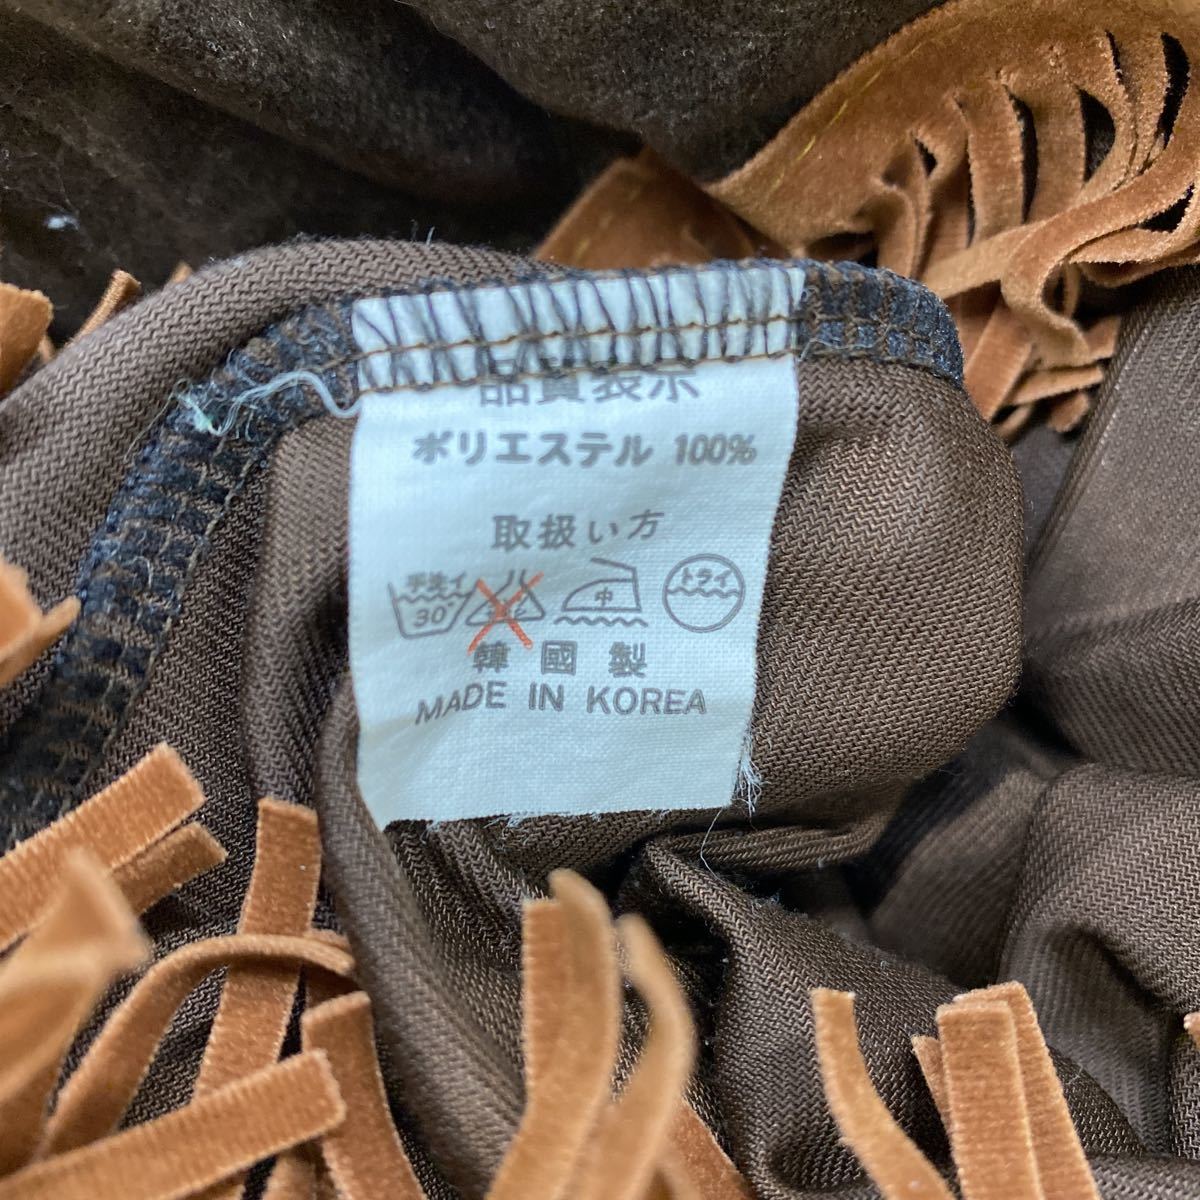 品質表示
ポリエステル 100%
取扱い方
手洗イ 30° 中 ドライ
韓國製
MADE IN KOREA